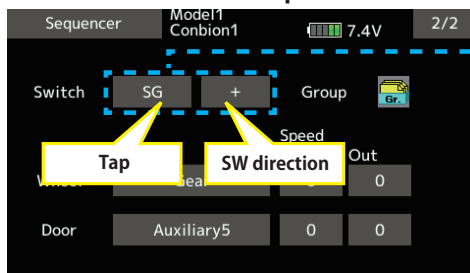 Sequencer
Model1
Conbion1
7.4V
2/2
Switch
SG
+
Group
Gr.
Speed
Out
Tap
SW direction
0
Door
Auxiliary5
0
0